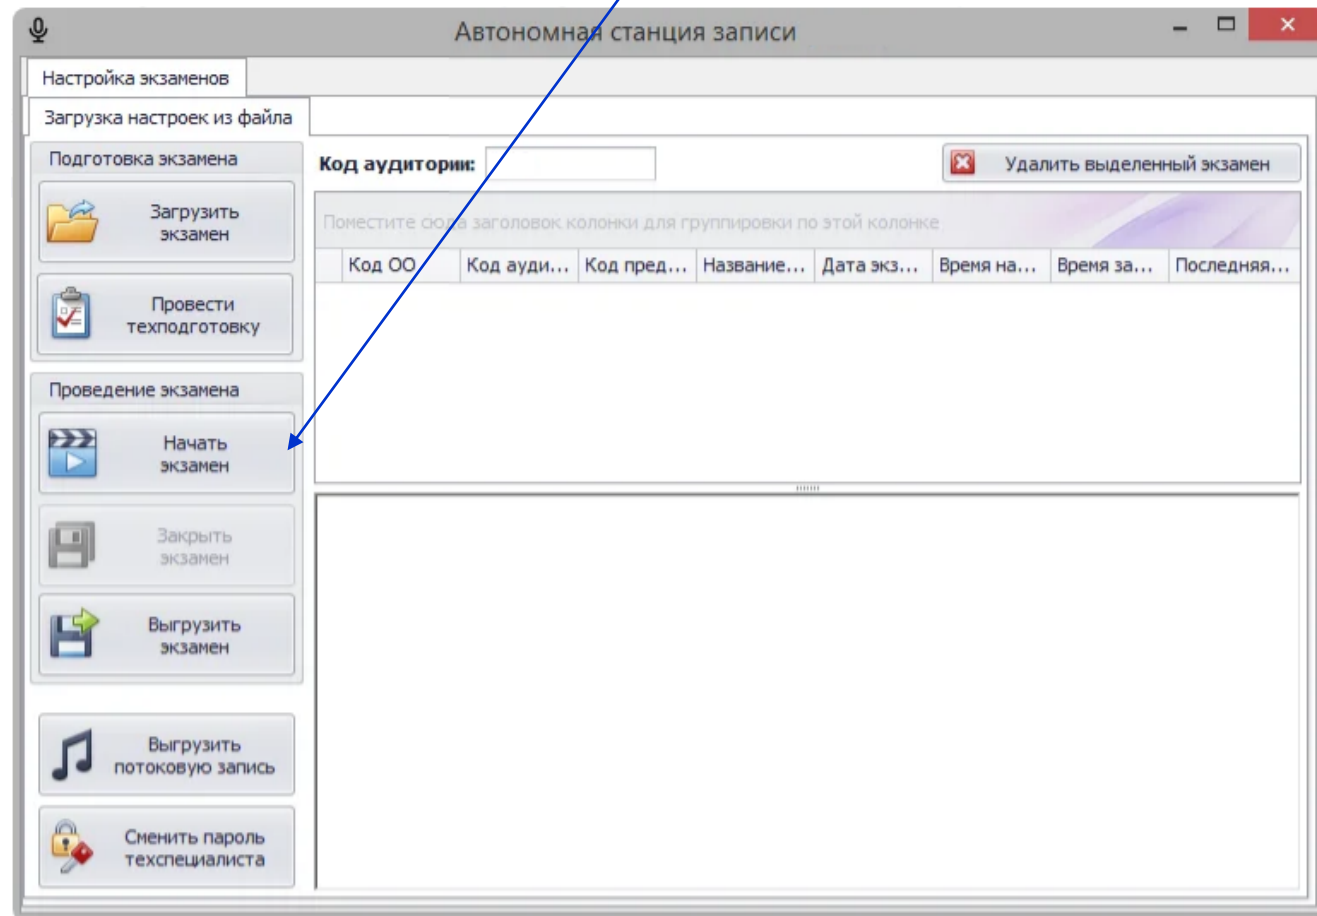 Автономная станция записи
Настройка экзаменов
Загрузка настроек из файла
Подготовка экзамена
Загрузить
экзамен
Провести
техподготовку
Проведение экзамена
Начать
экзамен
Закрыть
экзамен
Выгрузить
экзамен
Выгрузить
потоковую запись
Сменить пароль
техспециалиста
Код аудитории:
Удалить выделенный экзамен
Поместите сюда заголовок колонки для группировки по этой колонке
Код ОО Код ауди... Код пред... Название... Дата экз... Время на... Время за... Последняя...